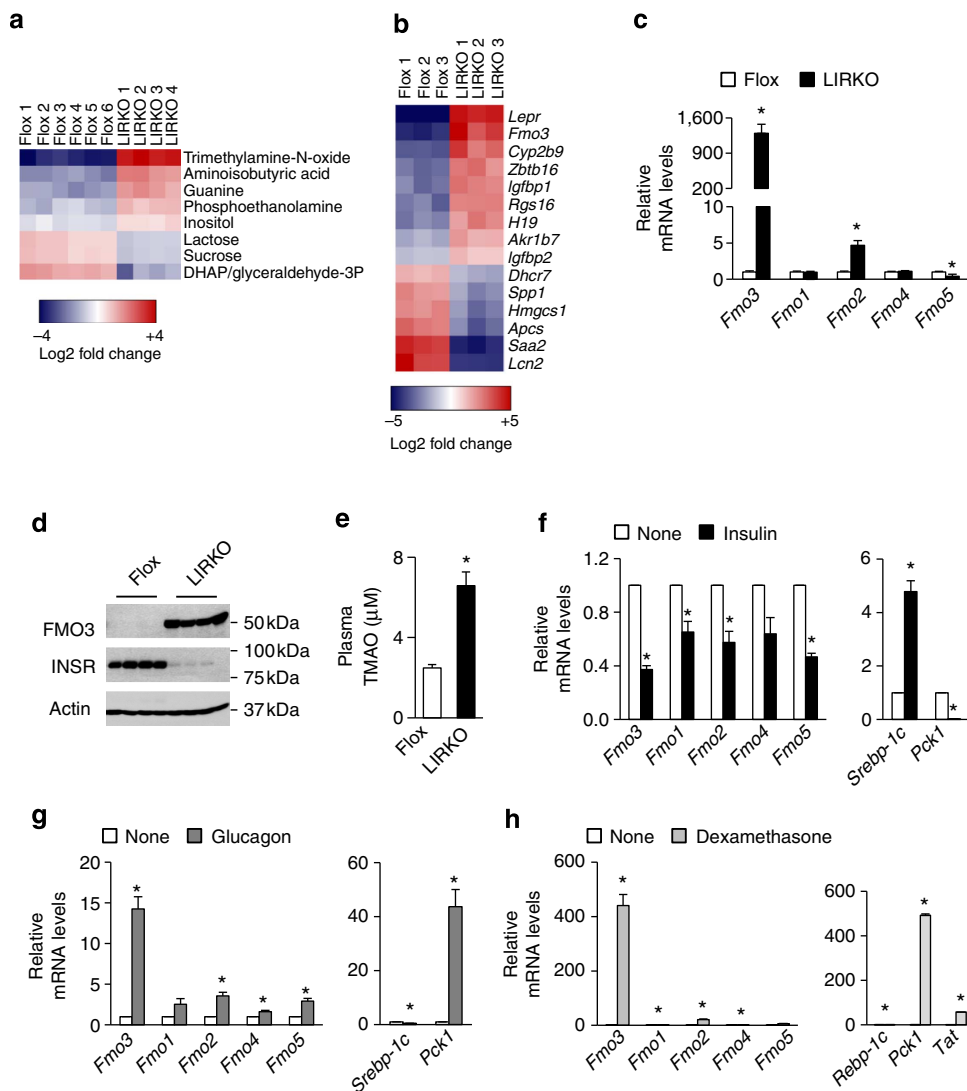 a
Flox 1
Flox 2
Flox 3
Flox 4
Flox 5
Flox 6
LIRKO 1
LIRKO 2
LIRKO 3
LIRKO 4
Trimethylamine-N-oxide
Aminoisobutyric acid
Guanine
Phosphoethanolamine
Inositol
Lactose
Sucrose
DHAP/glyceraldehyde-3P
–4
+4
Log2 fold change
b
Flox 1
Flox 2
Flox 3
LIRKO 1
LIRKO 2
LIRKO 3
Lepr
Fmo3
Cyp2b9
Zbtb16
Igfbp1
Rgs16
H19
Akr1b7
Igfbp2
Dhcr7
Spp1
Hmgcs1
Apcs
Saa2
Lcn2
–5
+5
Log2 fold change
c
Flox
LIRKO
Relative
mRNA levels
1,600
900
200
10
5
0
*
*
*
Fmo3
Fmo1
Fmo2
Fmo4
Fmo5
d
Flox
LIRKO
FMO3
INSR
Actin
50 kDa
100 kDa
75 kDa
37 kDa
e
Plasma
TMAO (μM)
8
4
0
*
Flox
LIRKO
f
None
Insulin
Relative
mRNA levels
1.2
0.8
0.4
0.0
*
*
*
*
Fmo3
Fmo1
Fmo2
Fmo4
Fmo5
6
4
2
0
*
*
Srebp-1c
Pck1
g
None
Glucagon
Relative
mRNA levels
20
15
10
5
0
*
*
*
*
Fmo3
Fmo1
Fmo2
Fmo4
Fmo5
60
40
20
0
*
*
Srebp-1c
Pck1
h
None
Dexamethasone
Relative
mRNA levels
600
400
200
0
*
*
*
*
Fmo3
Fmo1
Fmo2
Fmo4
Fmo5
600
400
200
0
*
*
*
Rebp-1c
Pck1
Tat